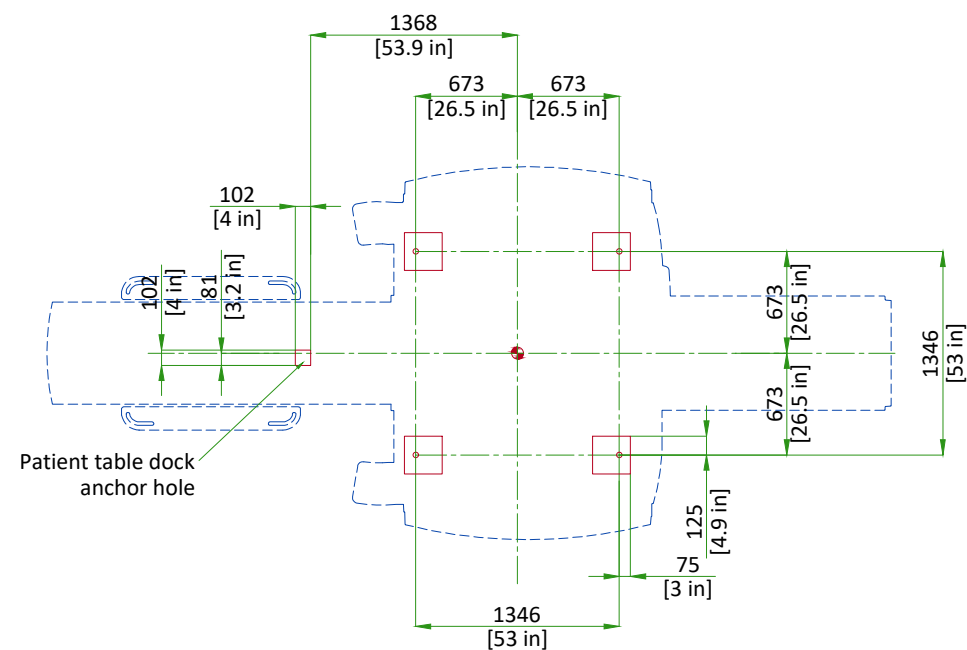 1368
[53.9 in]
673
[26.5 in]
673
[26.5 in]
102
[4 in]
102
[4 in]
81
[3.2 in]
673
[26.5 in]
1346
[53 in]
673
[26.5 in]
Patient table dock
anchor hole
125
[4.9 in]
75
[3 in]
1346
[53 in]